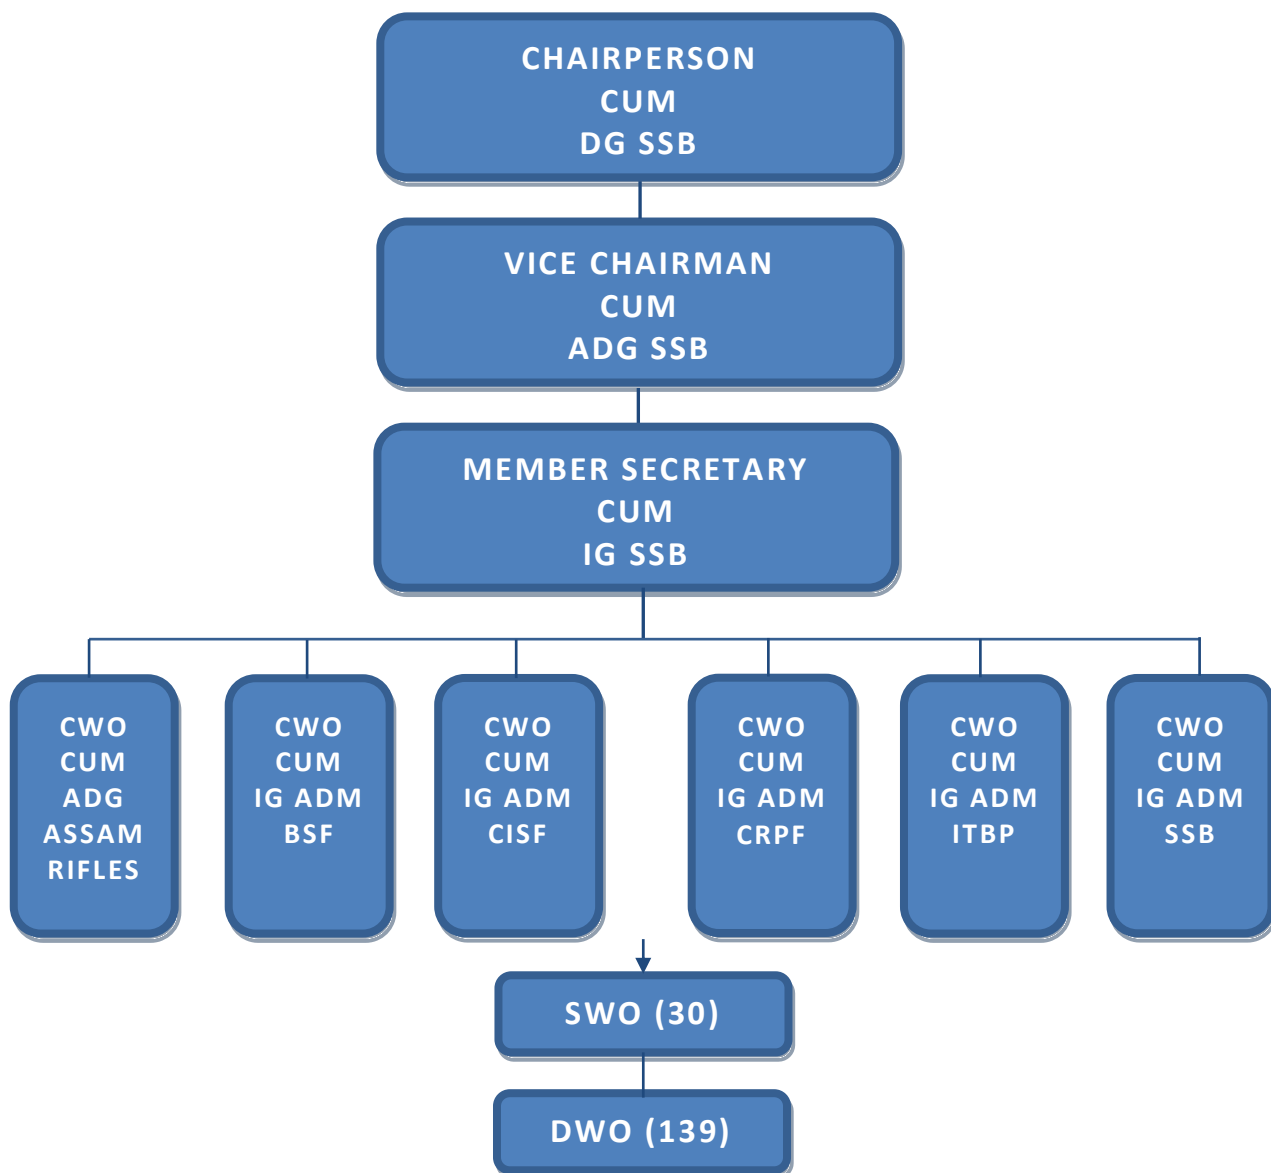 CHAIRPERSON
CUM
DG SSB
VICE CHAIRMAN
CUM
ADG SSB
MEMBER SECRETARY
CUM
IG SSB
CWO
CUM
ADG
ASSAM
RIFLES
CWO
CUM
IG ADM
BSF
CWO
CUM
IG ADM
CISF
CWO
CUM
IG ADM
CRPF
CWO
CUM
IG ADM
ITBP
CWO
CUM
IG ADM
SSB
SWO (30)
DWO (139)